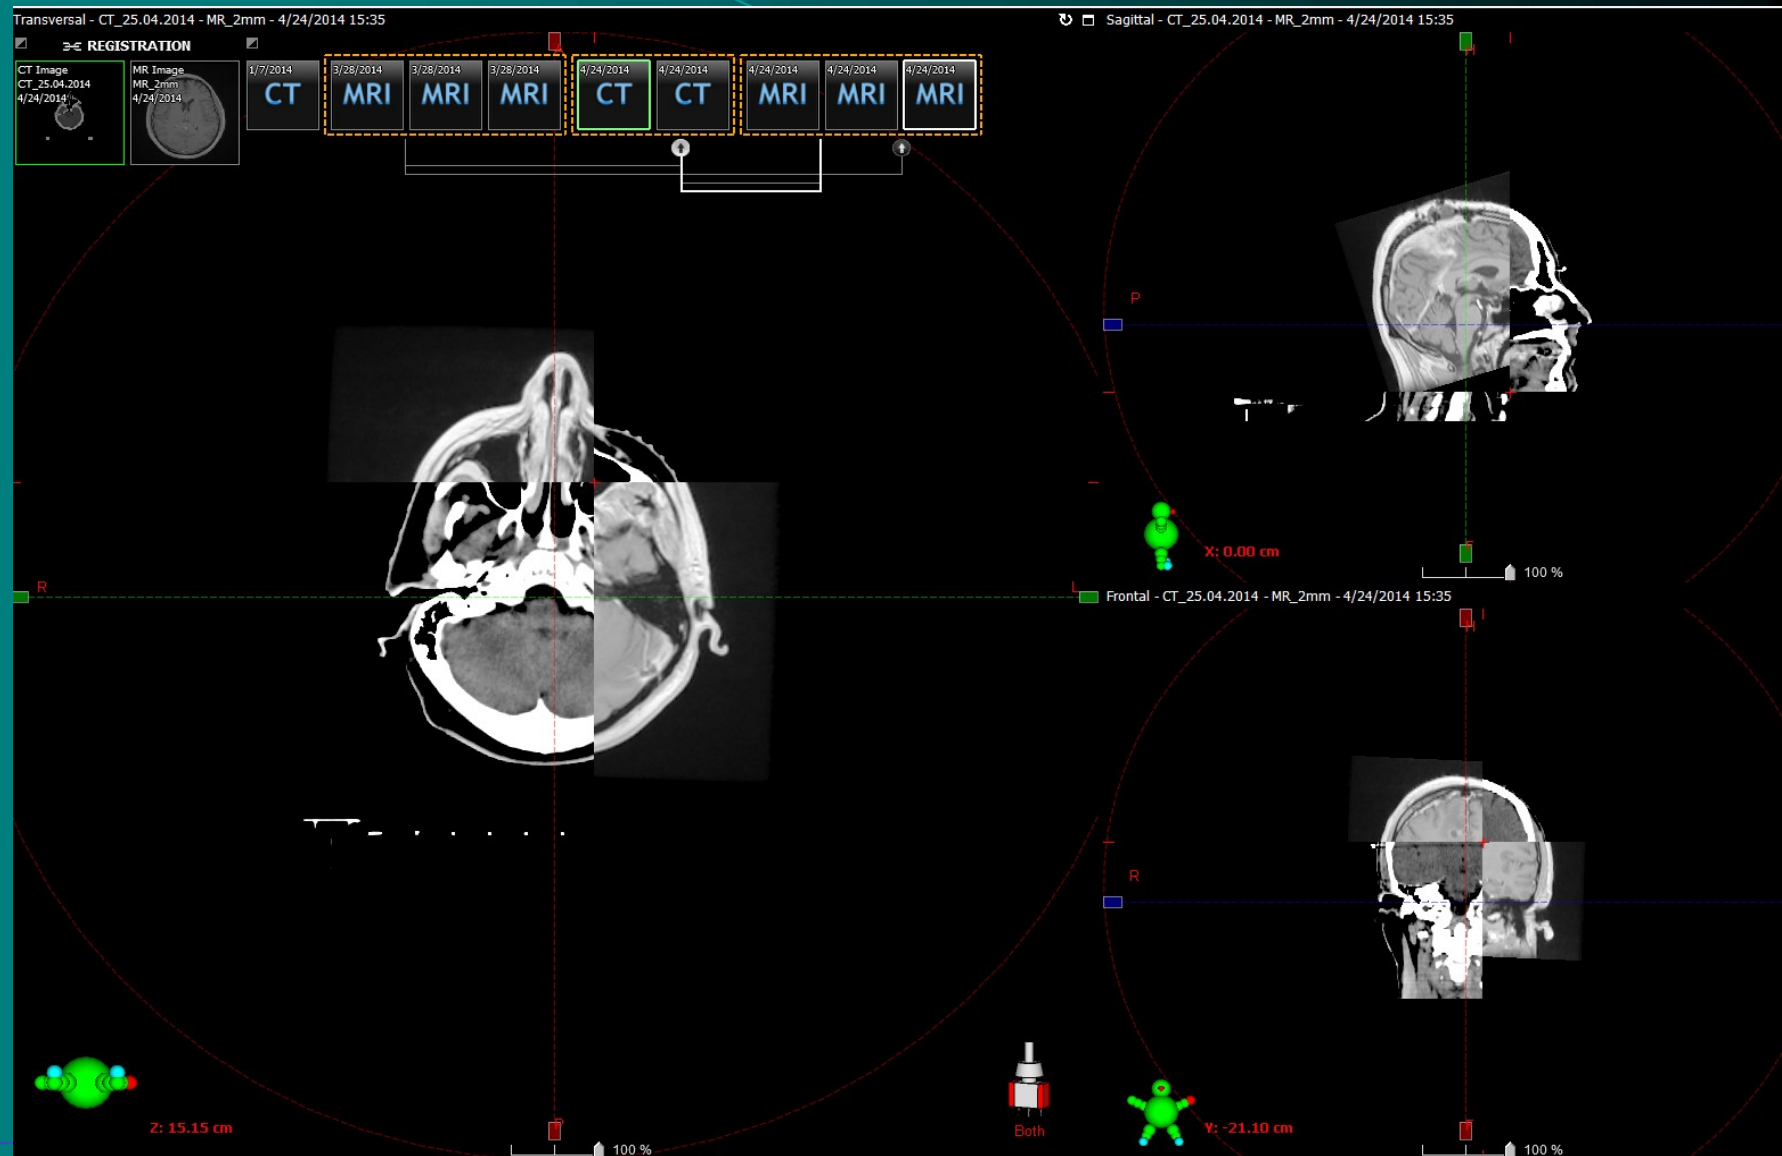 Transversal - CT_25.04.2014 - MR_2mm - 4/24/2014 15:35
REGISTRATION
CT Image
CT_25.04.2014
4/24/2014
MR Image
MR_2mm
4/24/2014
1/7/2014
CT
3/28/2014
MRI
3/28/2014
MRI
3/28/2014
MRI
4/24/2014
CT
4/24/2014
CT
4/24/2014
MRI
4/24/2014
MRI
4/24/2014
MRI
R
L
Z: 15.15 cm
100 %
Both
Sagittal - CT_25.04.2014 - MR_2mm - 4/24/2014 15:35
H
P
X: 0.00 cm
100 %
Frontal - CT_25.04.2014 - MR_2mm - 4/24/2014 15:35
H
R
Y: -21.10 cm
100 %